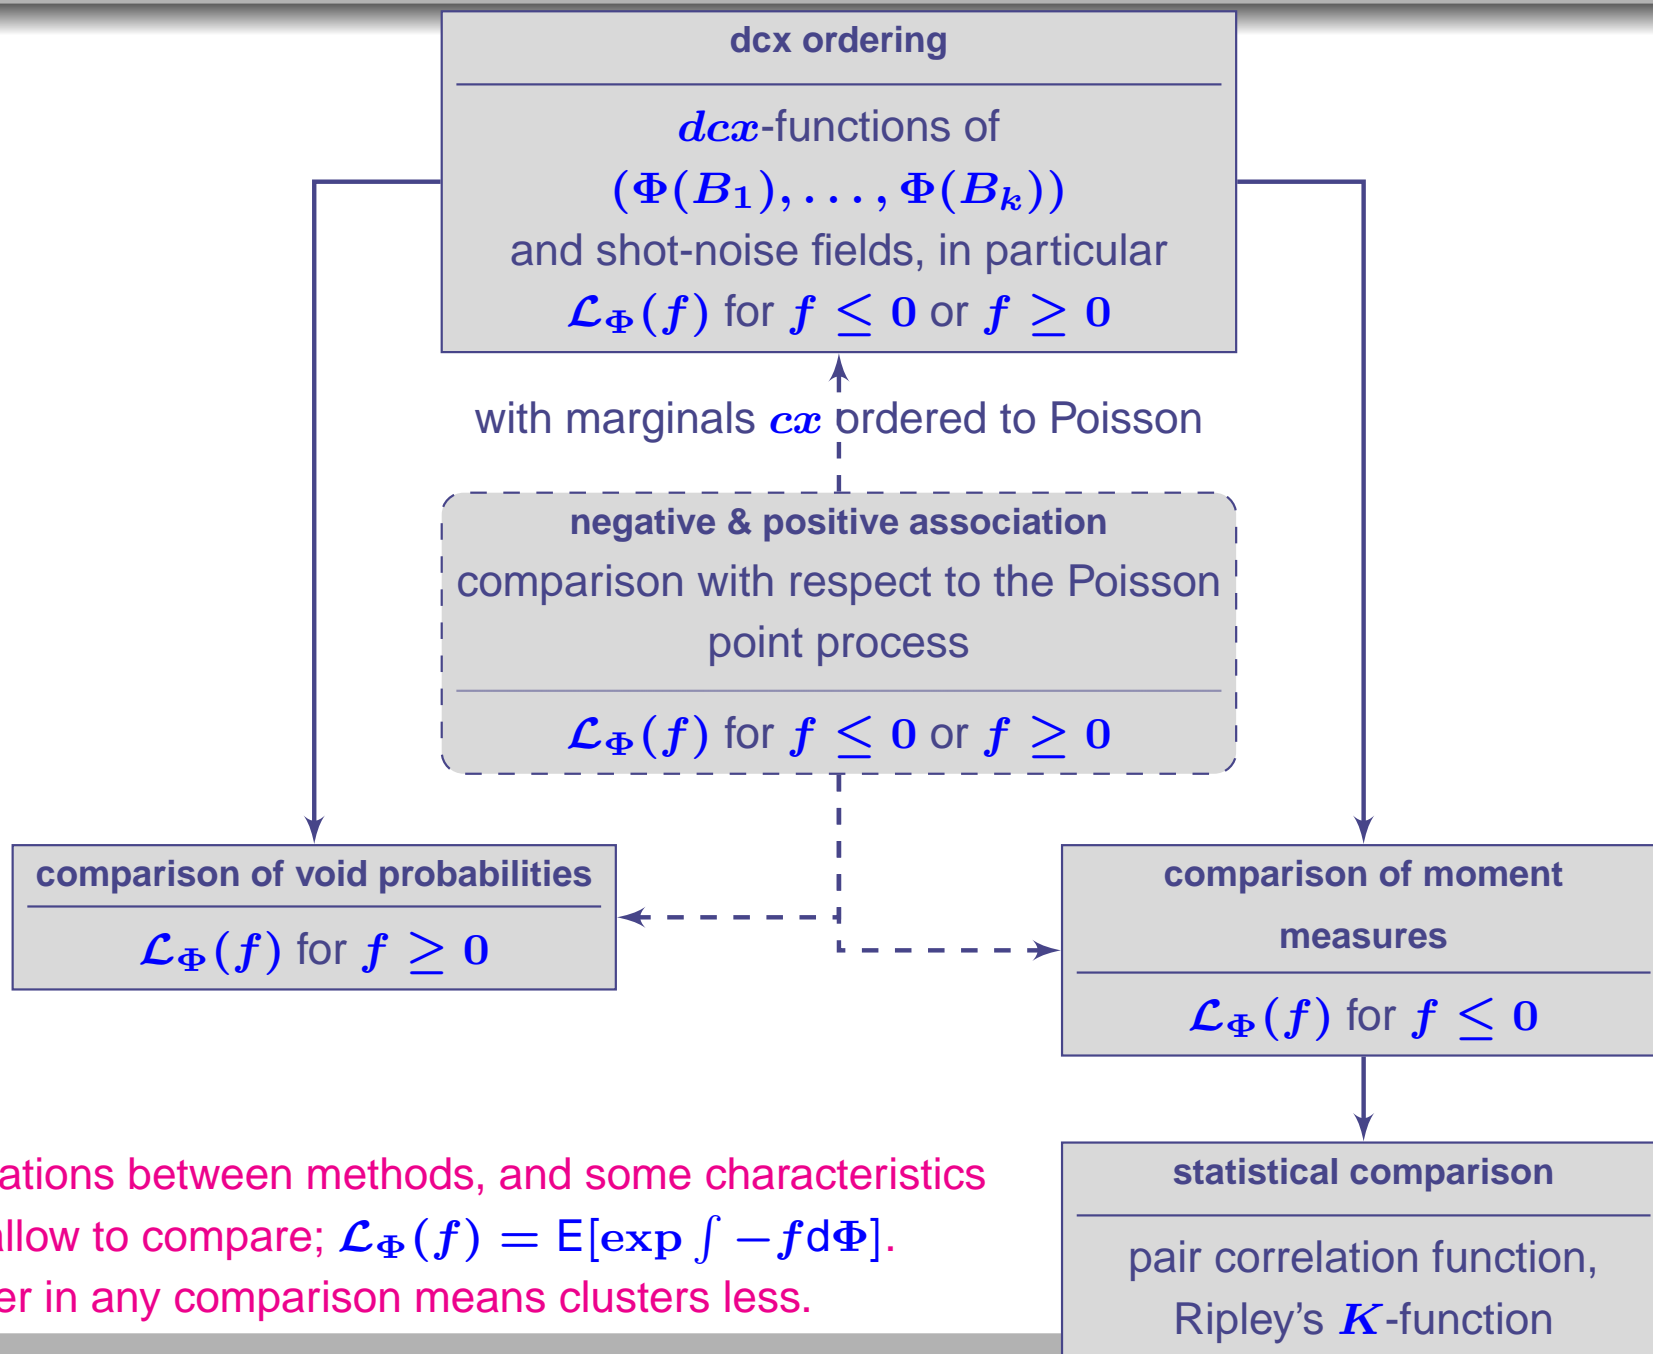 dcx ordering
dcx-functions of
(Φ(B₁), . . . , Φ(Bₖ))
and shot-noise fields, in particular
ℒ_Φ(f) for f ≤ 0 or f ≥ 0
with marginals cx ordered to Poisson
negative & positive association
comparison with respect to the Poisson
point process
ℒ_Φ(f) for f ≤ 0 or f ≥ 0
comparison of void probabilities
ℒ_Φ(f) for f ≥ 0
comparison of moment
measures
ℒ_Φ(f) for f ≤ 0
statistical comparison
pair correlation function,
Ripley's K-function
ations between methods, and some characteristics
allow to compare; ℒ_Φ(f) = E[exp ∫ −fdΦ].
er in any comparison means clusters less.